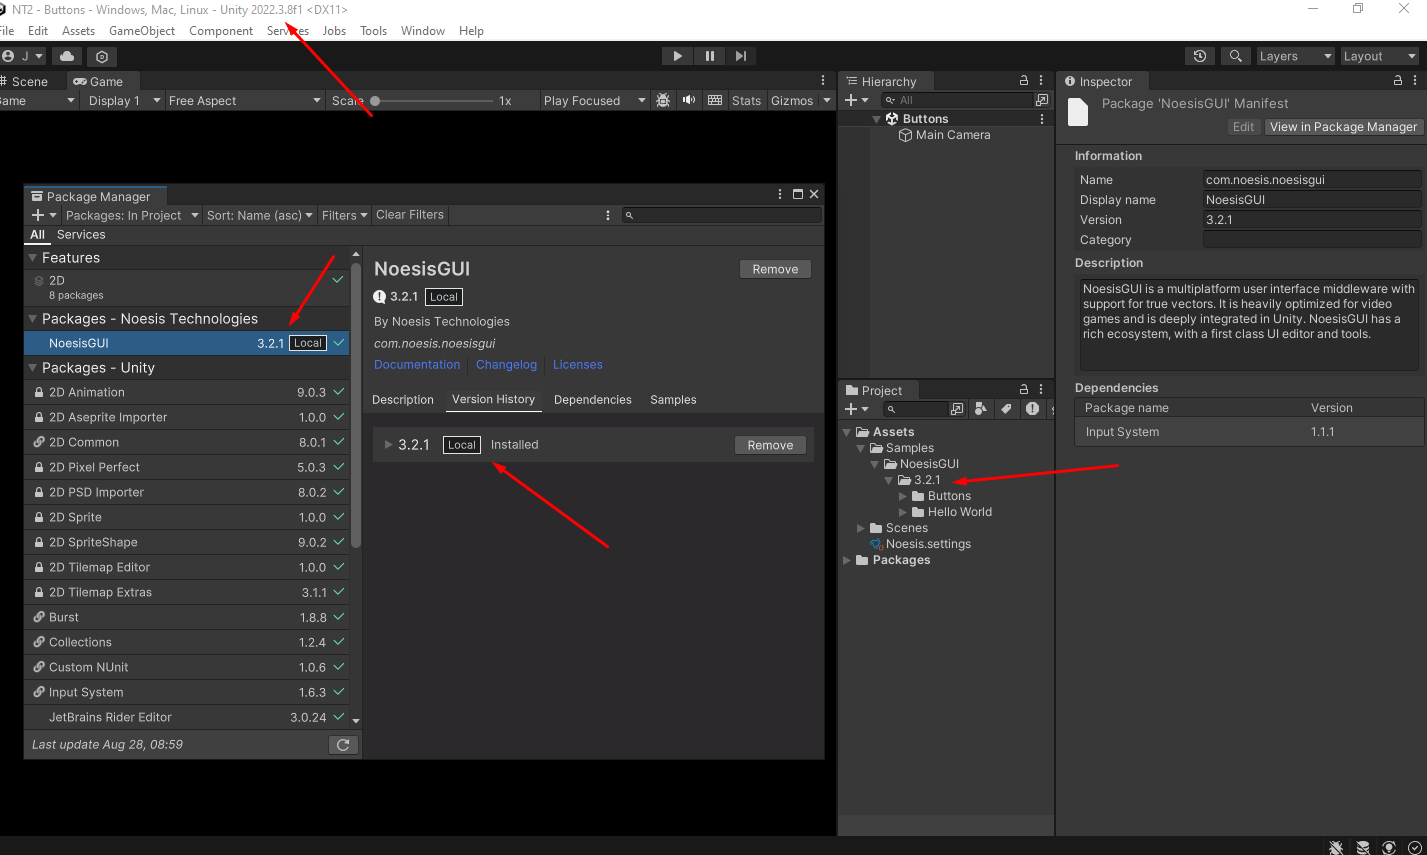 NT2 - Buttons - Windows, Mac, Linux - Unity 2022.3.8f1 <DX11>
File Edit Assets GameObject Component Services Jobs Tools Window Help
J
Layers Layout
Scene Game
Game Display 1 Free Aspect Scale 1x Play Focused Stats Gizmos
Package Manager
Packages: In Project Sort: Name (asc) Filters Clear Filters
All Services
Features
2D
8 packages
Packages - Noesis Technologies
NoesisGUI 3.2.1 Local
Packages - Unity
2D Animation 9.0.3
2D Aseprite Importer 1.0.0
2D Common 8.0.1
2D Pixel Perfect 5.0.3
2D PSD Importer 8.0.2
2D Sprite 1.0.0
2D SpriteShape 9.0.2
2D Tilemap Editor 1.0.0
2D Tilemap Extras 3.1.1
Burst 1.8.8
Collections 1.2.4
Custom NUnit 1.0.6
Input System 1.6.3
JetBrains Rider Editor 3.0.24
Last update Aug 28, 08:59
NoesisGUI Remove
3.2.1 Local
By Noesis Technologies
com.noesis.noesisgui
Documentation Changelog Licenses
Description Version History Dependencies Samples
3.2.1 Local Installed Remove
Hierarchy
All
Buttons
Main Camera
Project
Assets
Samples
NoesisGUI
3.2.1
Buttons
Hello World
Scenes
Noesis.settings
Packages
Inspector
Package 'NoesisGUI' Manifest
Edit View in Package Manager
Information
Name com.noesis.noesisgui
Display name NoesisGUI
Version 3.2.1
Category
Description
NoesisGUI is a multiplatform user interface middleware with
support for true vectors. It is heavily optimized for video
games and is deeply integrated in Unity. NoesisGUI has a
rich ecosystem, with a first class UI editor and tools.
Dependencies
Package name Version
Input System 1.1.1